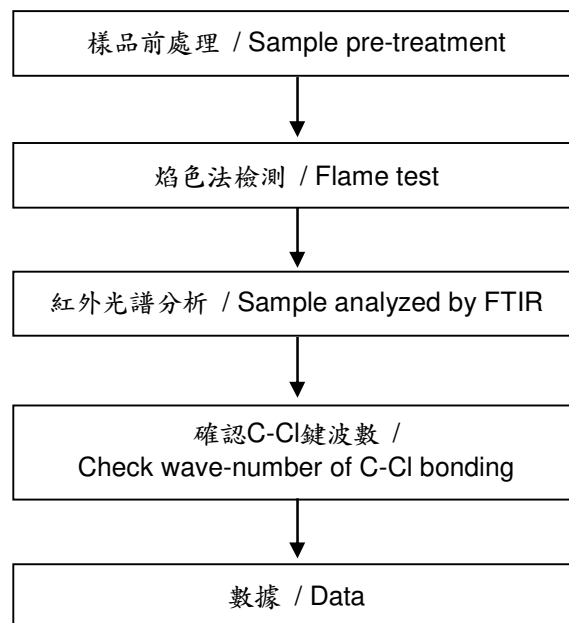 樣品前處理 / Sample pre-treatment
焰色法檢測 / Flame test
紅外光譜分析 / Sample analyzed by FTIR
確認C-Cl鍵波數 /
Check wave-number of C-Cl bonding
數據 / Data